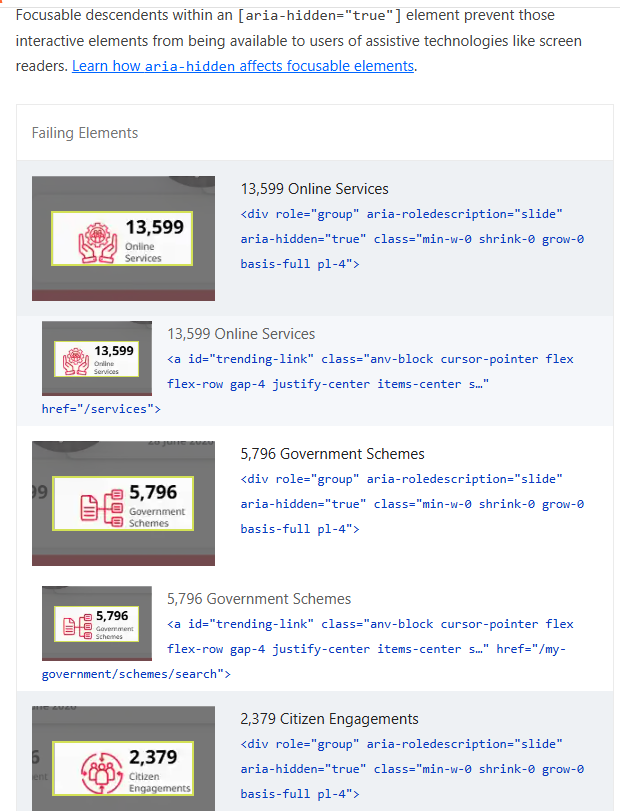 Focusable descendents within an [aria-hidden="true"] element prevent those
interactive elements from being available to users of assistive technologies like screen
readers. Learn how aria-hidden affects focusable elements.
Failing Elements
13,599
Online
Services
13,599 Online Services
<div role="group" aria-roledescription="slide"
aria-hidden="true" class="min-w-0 shrink-0 grow-0
basis-full pl-4">
13,599
Online
Services
13,599 Online Services
<a id="trending-link" class="anv-block cursor-pointer flex
flex-row gap-4 justify-center items-center s…"
href="/services">
99
5,796
Government
Schemes
5,796 Government Schemes
<div role="group" aria-roledescription="slide"
aria-hidden="true" class="min-w-0 shrink-0 grow-0
basis-full pl-4">
5,796
Government
Schemes
5,796 Government Schemes
<a id="trending-link" class="anv-block cursor-pointer flex
flex-row gap-4 justify-center items-center s…" href="/my-
government/schemes/search">
2,379
Citizen
Engagements
2,379 Citizen Engagements
<div role="group" aria-roledescription="slide"
aria-hidden="true" class="min-w-0 shrink-0 grow-0
basis-full pl-4">